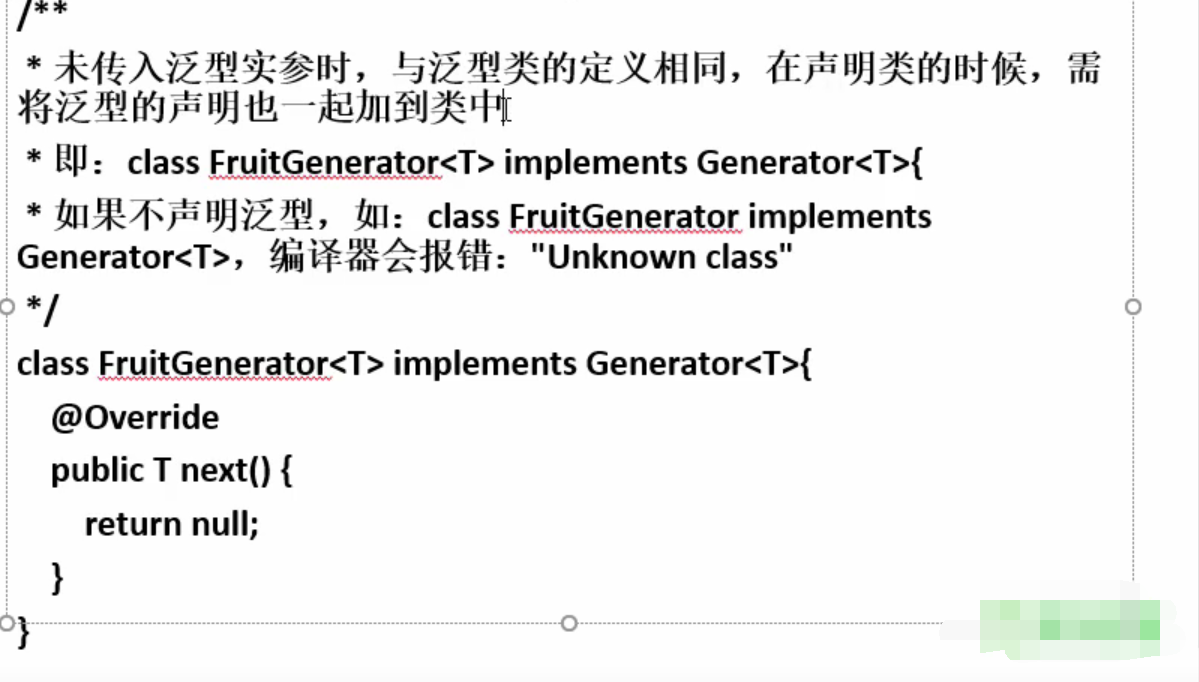 /**
* 未传入泛型实参时，与泛型类的定义相同，在声明类的时候，需
将泛型的声明也一起加到类中
* 即：class FruitGenerator<T> implements Generator<T>{
* 如果不声明泛型，如：class FruitGenerator implements
Generator<T>，编译器会报错："Unknown class"
*/
class FruitGenerator<T> implements Generator<T>{
@Override
public T next() {
return null;
}
}